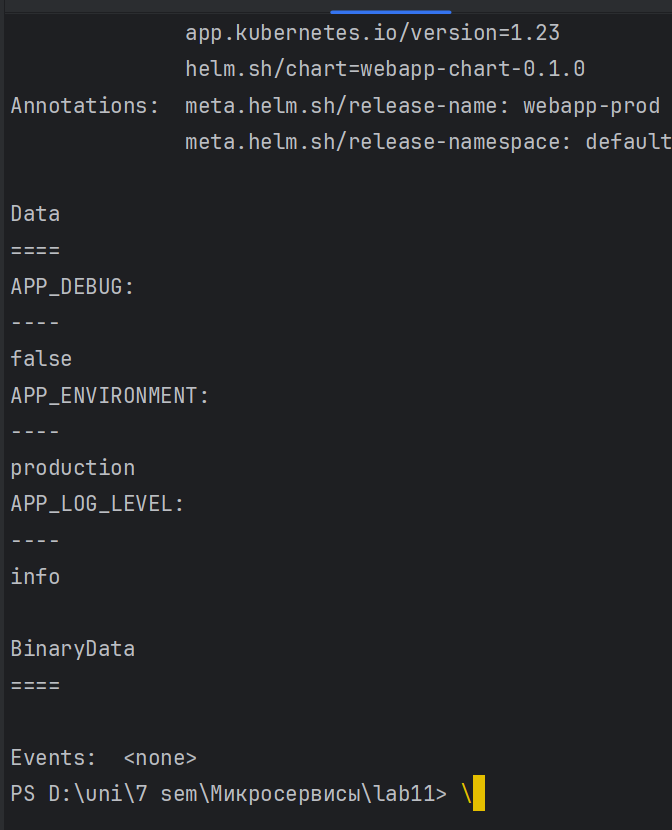 app.kubernetes.io/version=1.23
helm.sh/chart=webapp-chart-0.1.0
Annotations:  meta.helm.sh/release-name: webapp-prod
meta.helm.sh/release-namespace: default
Data
====
APP_DEBUG:
----
false
APP_ENVIRONMENT:
----
production
APP_LOG_LEVEL:
----
info
BinaryData
====
Events:  <none>
PS D:\uni\7 sem\Микросервисы\lab11> \